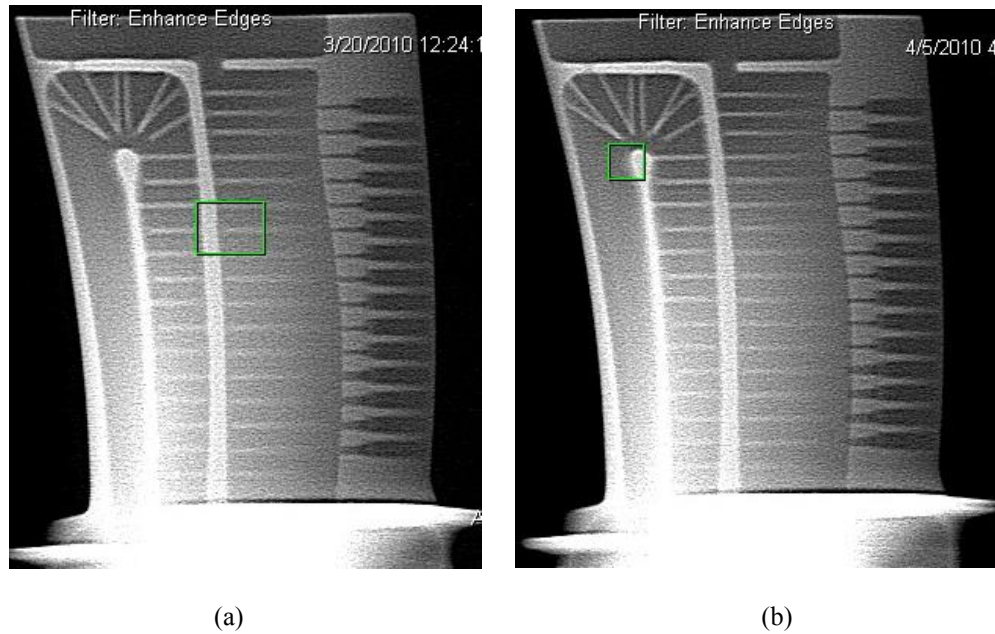 Filter: Enhance Edges
3/20/2010 12:24:1
Filter: Enhance Edges
4/5/2010 4
(a)
(b)